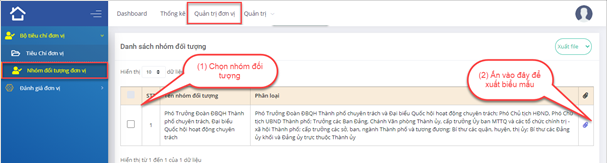 Dashboard Thống kê Quản trị đơn vị Quản trị
Bộ tiêu chí đơn vị
Tiêu Chí đơn vị
Nhóm đối tượng đơn vị
Đánh giá đơn vị
Danh sách nhóm đối tượng
Xuất file
Hiển thị 10 dữ liệu
(1) Chọn nhóm đối
tượng
(2) Ấn vào đây để
xuất biểu mẫu
STT Tên nhóm đối tượng Phân loại
1
Phó Trưởng Đoàn ĐBQH Thành
phố chuyên trách, Đại biểu
Quốc hội hoạt động chuyên
trách
Phó Trưởng Đoàn ĐBQH Thành phố chuyên trách và Đại biểu Quốc hội hoạt động chuyên trách; Phó Chủ tịch HĐND, Phó Chủ
tịch UBND Thành phố; Trưởng các Ban Đảng, Chánh Văn phòng Thành ủy, cấp trưởng Ủy ban MTTQ và các tổ chức chính trị -
xã hội Thành phố; cấp trưởng các sở, ban, ngành Thành phố và tương đương; Bí thư các quận, huyện, thị ủy; Bí thư các Đảng
ủy khối và Đảng ủy trực thuộc Thành ủy
Hiển thị từ 1 đến 1 của 1 dữ liệu